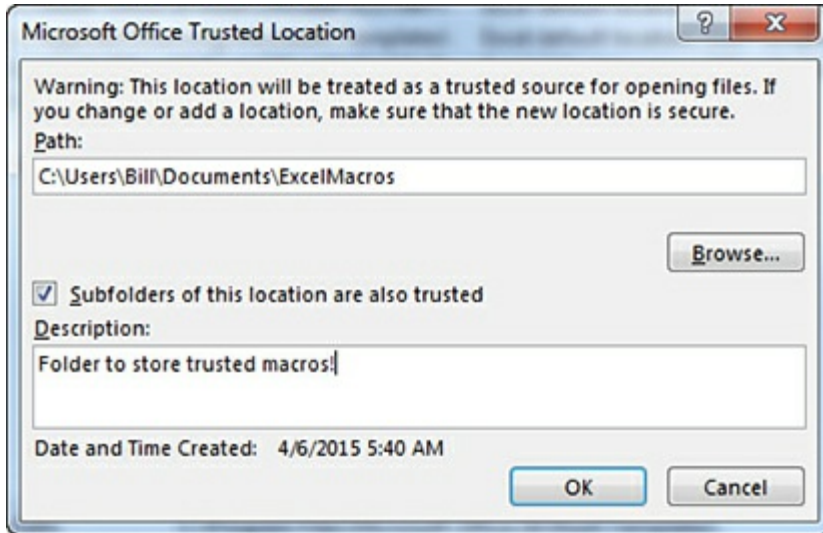 Microsoft Office Trusted Location
Warning: This location will be treated as a trusted source for opening files. If
you change or add a location, make sure that the new location is secure.
Path:
C:\Users\Bill\Documents\ExcelMacros
Browse...
Subfolders of this location are also trusted
Description:
Folder to store trusted macros!
Date and Time Created: 4/6/2015 5:40 AM
OK Cancel